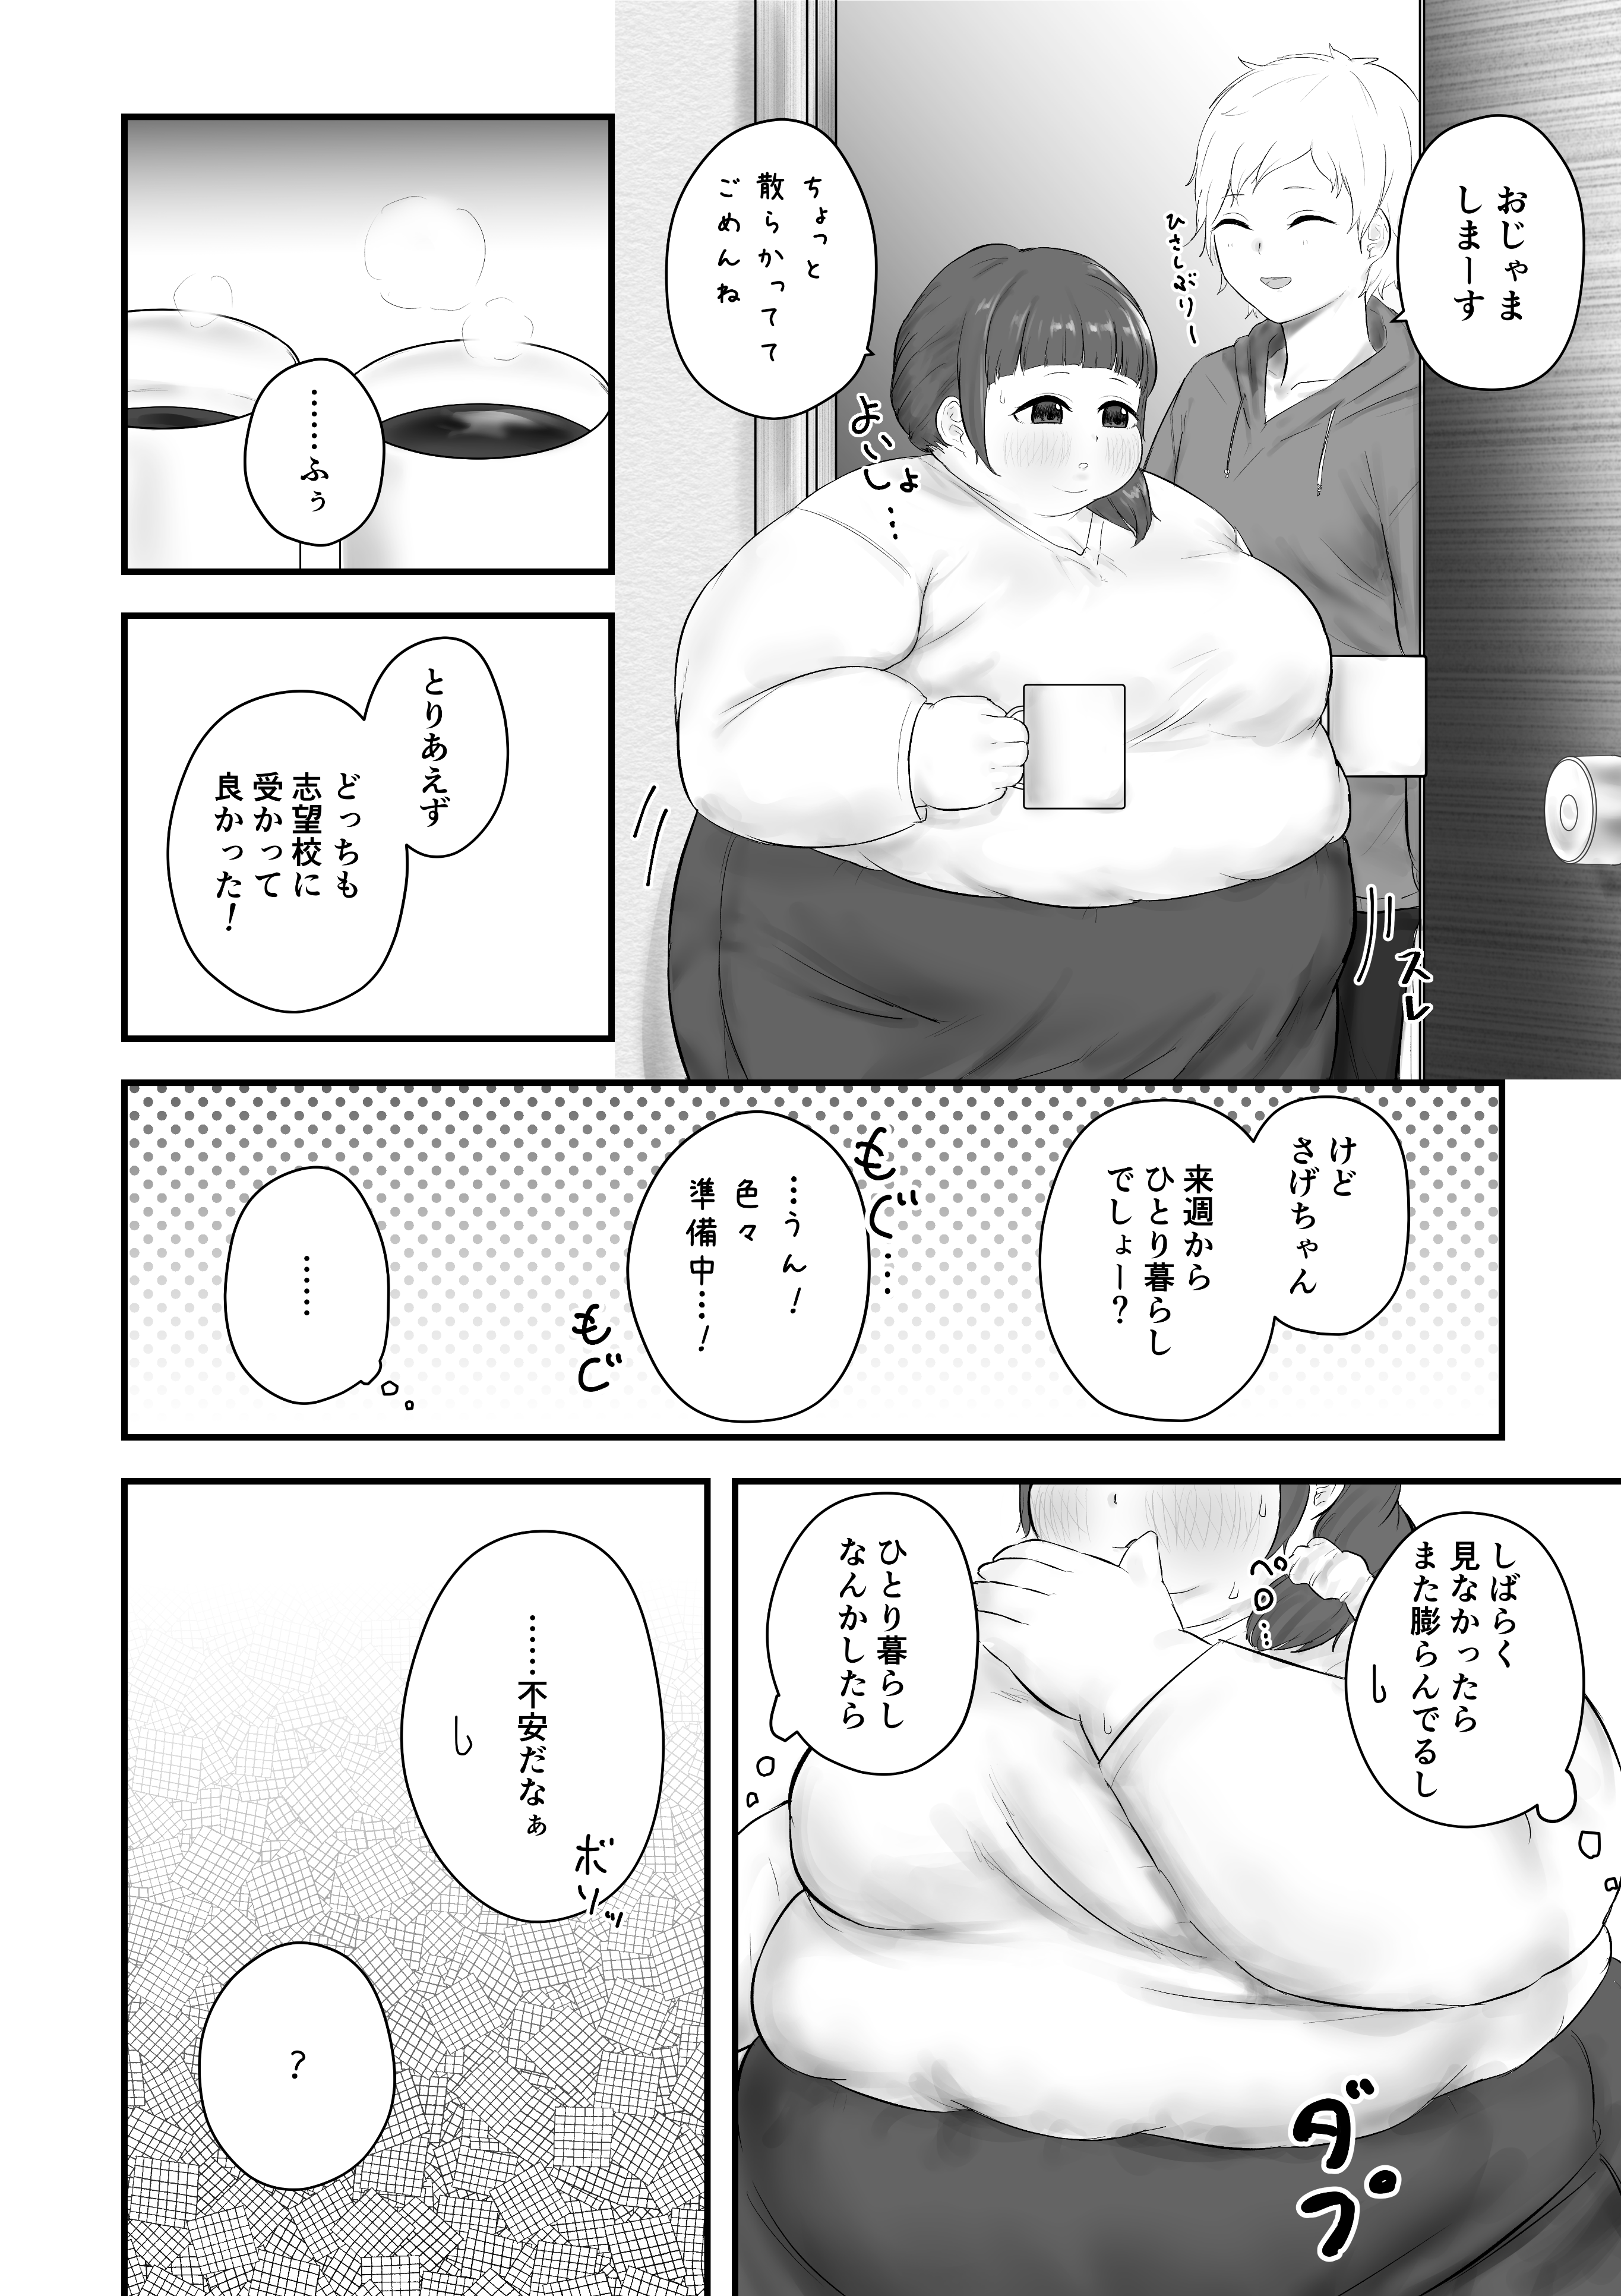 おじゃま
しまーす
ひさしぶりー
ちょっと
散らかってて
ごめんね
よいしょ…
スレ
……ふぅ
とりあえず
どっちも
志望校に
受かって
良かった！
けど
さげちゃん
来週から
ひとり暮らし
でしょー？
もぐ…
…うん！
色々
準備中…！
もぐ
……
しばらく
見なかったら
また膨らんでるし
ペロ…
ひとり暮らし
なんかしたら
ダプ
……不安だなぁ
ボソッ
？